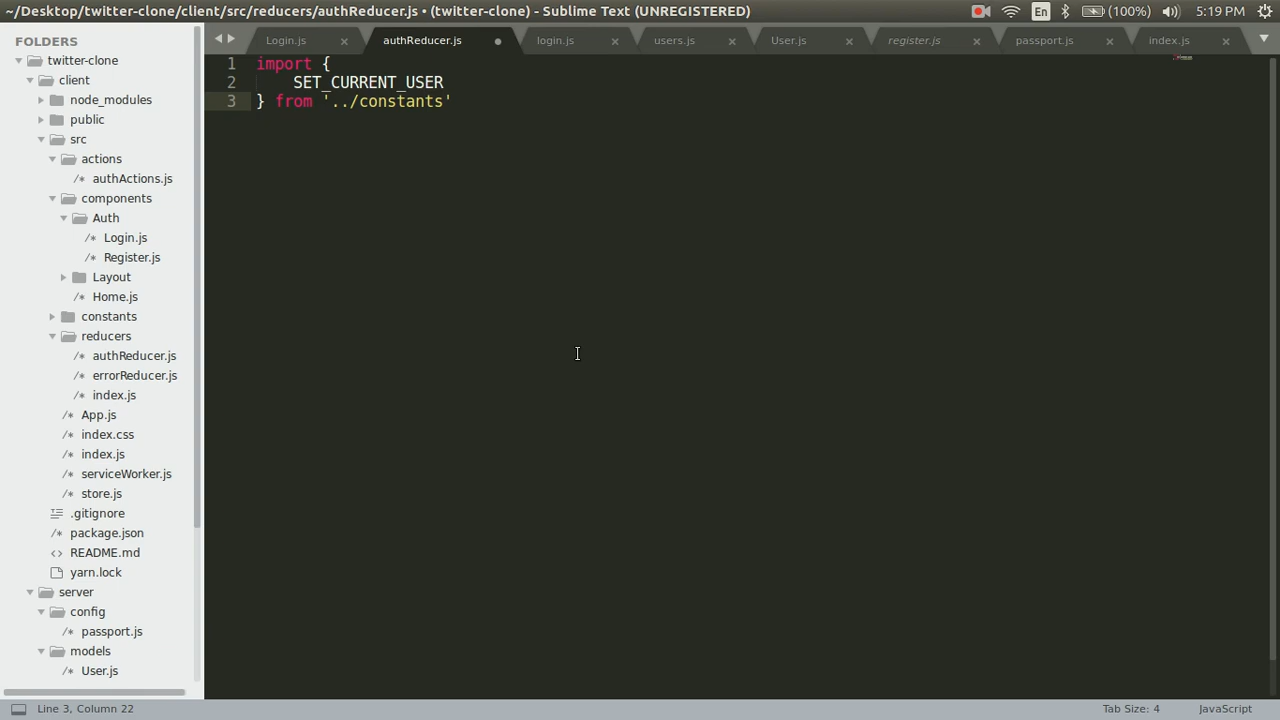 ~/Desktop/twitter-clone/client/src/reducers/authReducer.js • (twitter-clone) - Sublime Text (UNREGISTERED)
En
(100%)
5:19 PM
FOLDERS
twitter-clone
client
node_modules
public
src
actions
/* authActions.js
components
Auth
/* Login.js
/* Register.js
Layout
/* Home.js
constants
reducers
/* authReducer.js
/* errorReducer.js
/* index.js
/* App.js
/* index.css
/* index.js
/* serviceWorker.js
/* store.js
.gitignore
/* package.json
<> README.md
yarn.lock
server
config
/* passport.js
models
/* User.js
Login.js
authReducer.js
login.js
users.js
User.js
register.js
passport.js
index.js
1 import {
2 SET_CURRENT_USER
3 } from '../constants'
Line 3, Column 22
Tab Size: 4
JavaScript